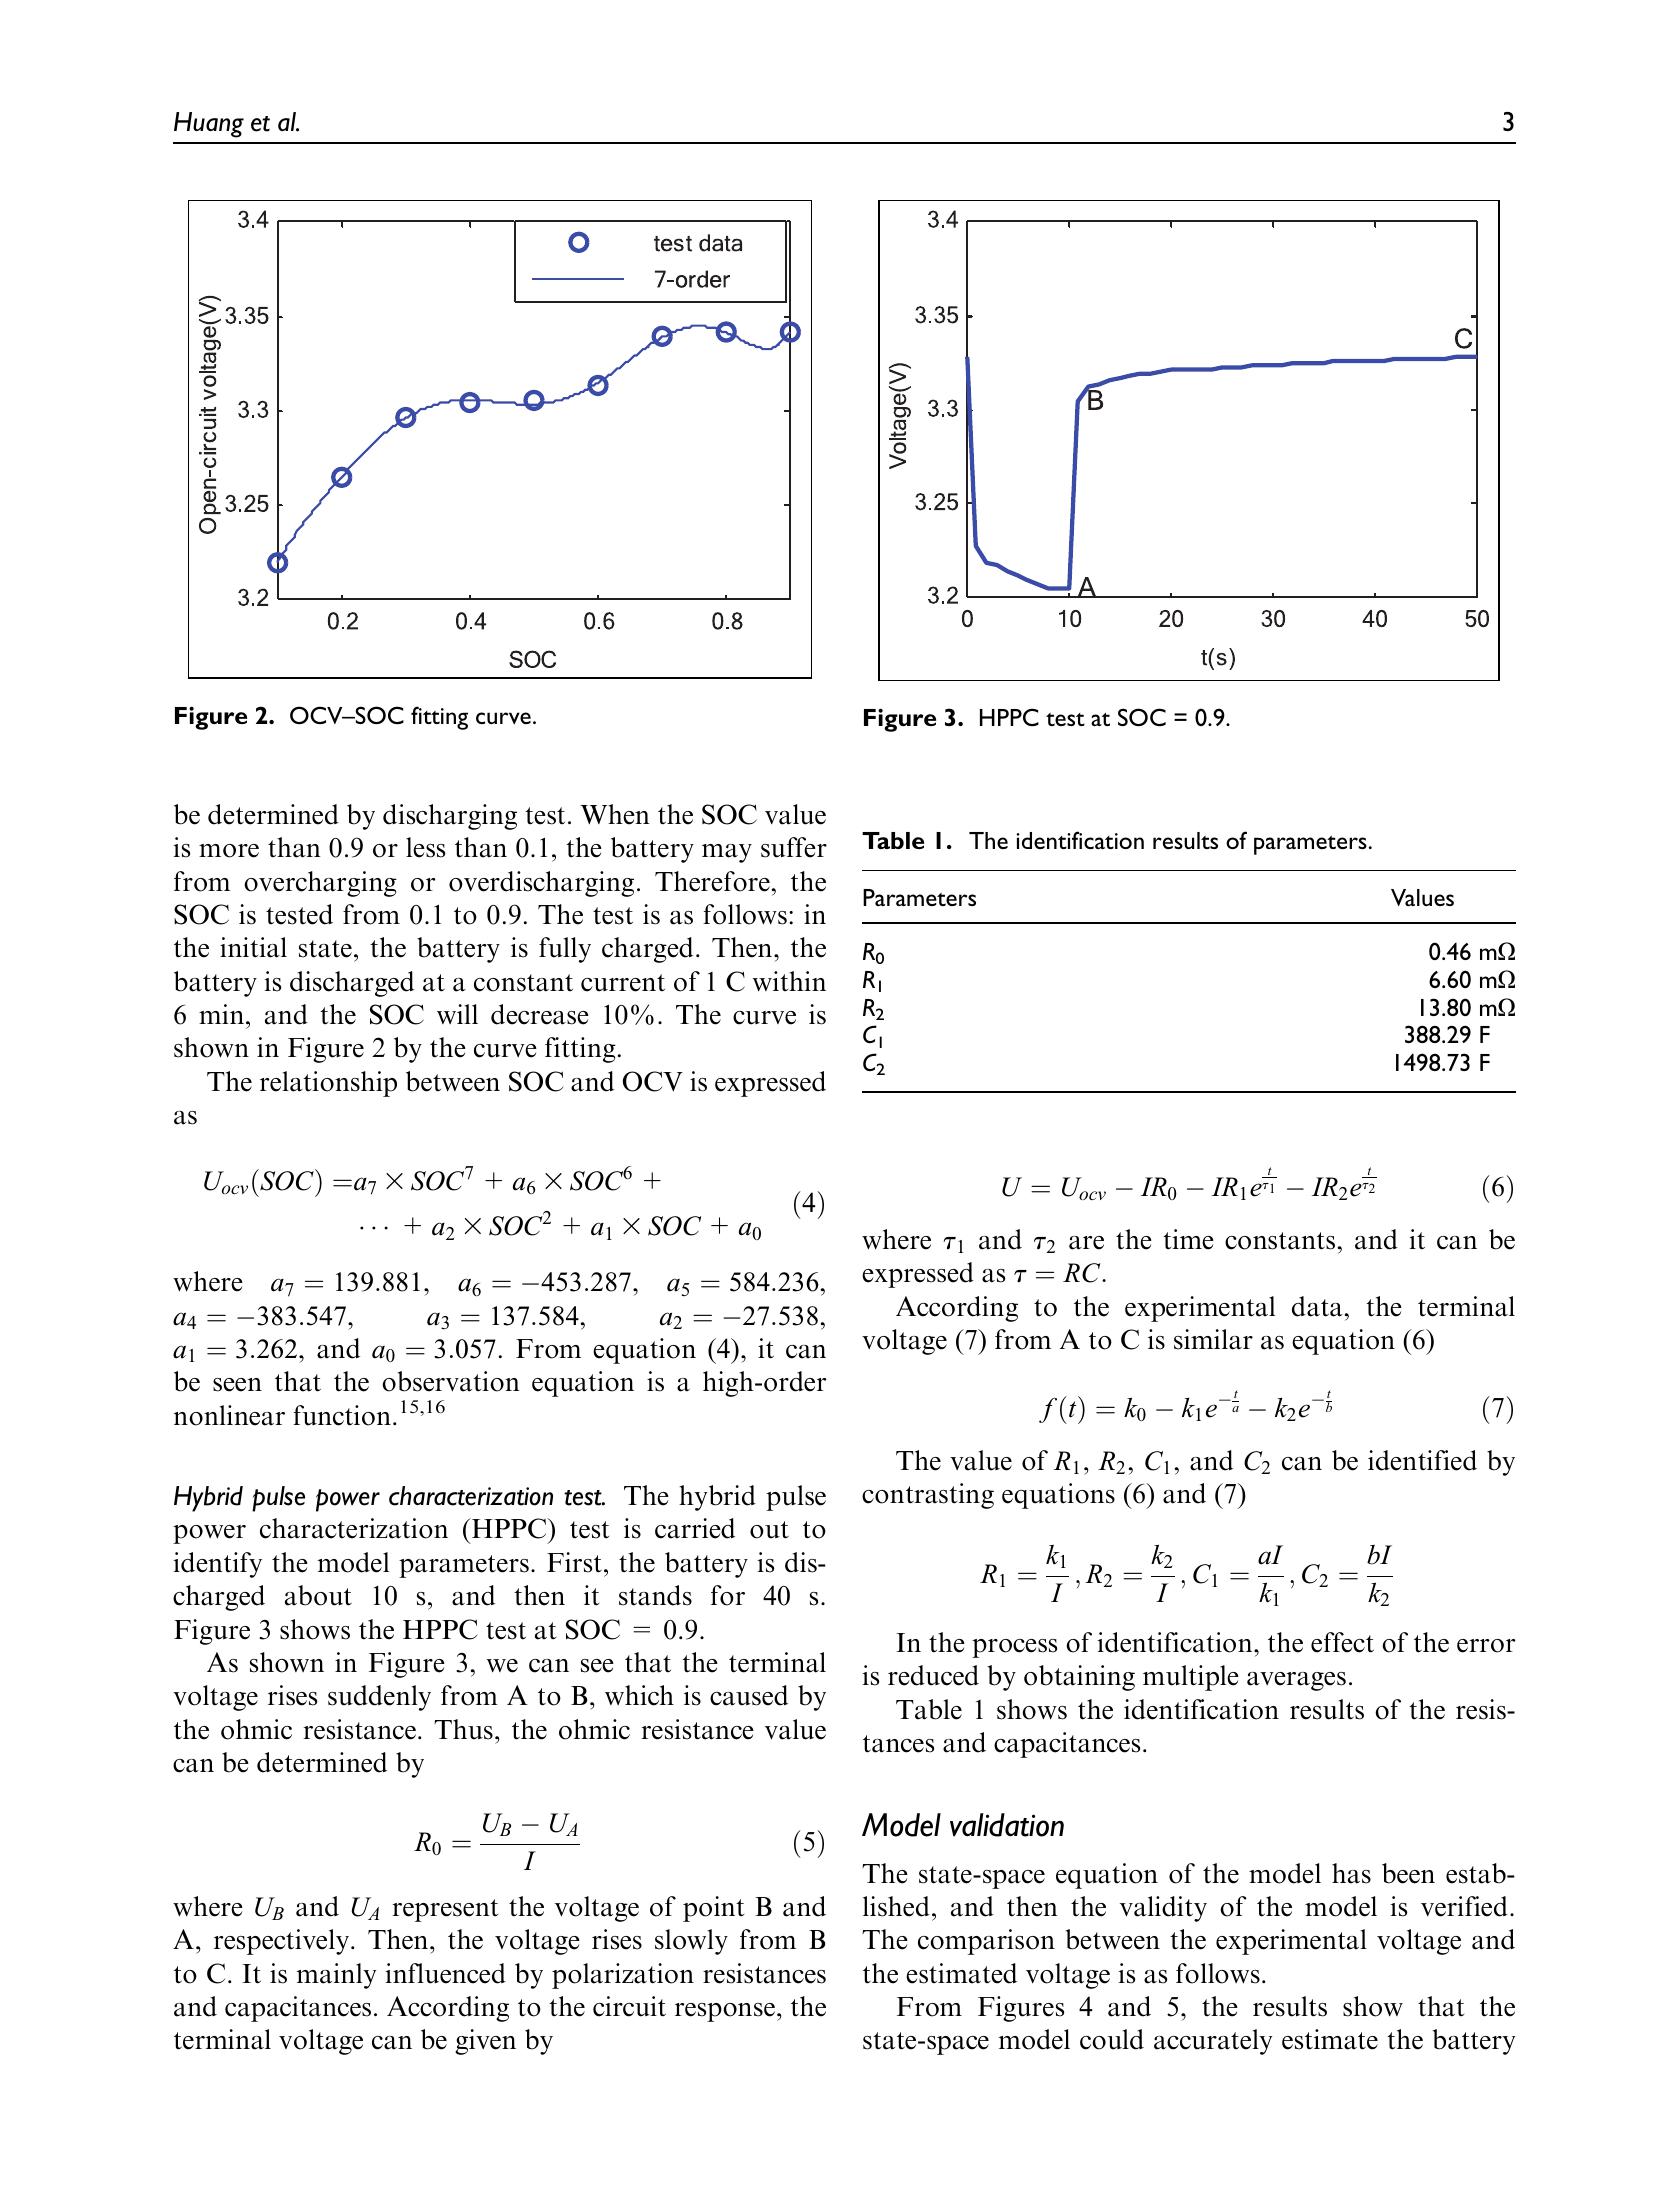 Huang et al. 3
3.4
3.35
3.3
3.25
3.2
Open-circuit voltage(V)
test data
7-order
0.2 0.4 0.6 0.8
SOC
Figure 2. OCV–SOC fitting curve.
3.4
3.35
3.3
3.25
3.2
Voltage(V)
A
B
C
0 10 20 30 40 50
t(s)
Figure 3. HPPC test at SOC = 0.9.
be determined by discharging test. When the SOC value
is more than 0.9 or less than 0.1, the battery may suffer
from overcharging or overdischarging. Therefore, the
SOC is tested from 0.1 to 0.9. The test is as follows: in
the initial state, the battery is fully charged. Then, the
battery is discharged at a constant current of 1 C within
6 min, and the SOC will decrease 10%. The curve is
shown in Figure 2 by the curve fitting.
The relationship between SOC and OCV is expressed
as
U_{ocv}(SOC) = a_7 × SOC^7 + a_6 × SOC^6 +
⋯ + a_2 × SOC^2 + a_1 × SOC + a_0 (4)
where a_7 = 139.881, a_6 = −453.287, a_5 = 584.236,
a_4 = −383.547, a_3 = 137.584, a_2 = −27.538,
a_1 = 3.262, and a_0 = 3.057. From equation (4), it can
be seen that the observation equation is a high-order
nonlinear function.^{15,16}
Hybrid pulse power characterization test. The hybrid pulse
power characterization (HPPC) test is carried out to
identify the model parameters. First, the battery is dis-
charged about 10 s, and then it stands for 40 s.
Figure 3 shows the HPPC test at SOC = 0.9.
As shown in Figure 3, we can see that the terminal
voltage rises suddenly from A to B, which is caused by
the ohmic resistance. Thus, the ohmic resistance value
can be determined by
R_0 = \frac{U_B − U_A}{I} (5)
where U_B and U_A represent the voltage of point B and
A, respectively. Then, the voltage rises slowly from B
to C. It is mainly influenced by polarization resistances
and capacitances. According to the circuit response, the
terminal voltage can be given by
Table 1. The identification results of parameters.
Parameters Values
R_0 0.46 mΩ
R_1 6.60 mΩ
R_2 13.80 mΩ
C_1 388.29 F
C_2 1498.73 F
U = U_{ocv} − IR_0 − IR_1e^{\frac{t}{τ_1}} − IR_2e^{\frac{t}{τ_2}} (6)
where τ_1 and τ_2 are the time constants, and it can be
expressed as τ = RC.
According to the experimental data, the terminal
voltage (7) from A to C is similar as equation (6)
f(t) = k_0 − k_1e^{−\frac{t}{a}} − k_2e^{−\frac{t}{b}} (7)
The value of R_1, R_2, C_1, and C_2 can be identified by
contrasting equations (6) and (7)
R_1 = \frac{k_1}{I}, R_2 = \frac{k_2}{I}, C_1 = \frac{aI}{k_1}, C_2 = \frac{bI}{k_2}
In the process of identification, the effect of the error
is reduced by obtaining multiple averages.
Table 1 shows the identification results of the resis-
tances and capacitances.
Model validation
The state-space equation of the model has been estab-
lished, and then the validity of the model is verified.
The comparison between the experimental voltage and
the estimated voltage is as follows.
From Figures 4 and 5, the results show that the
state-space model could accurately estimate the battery